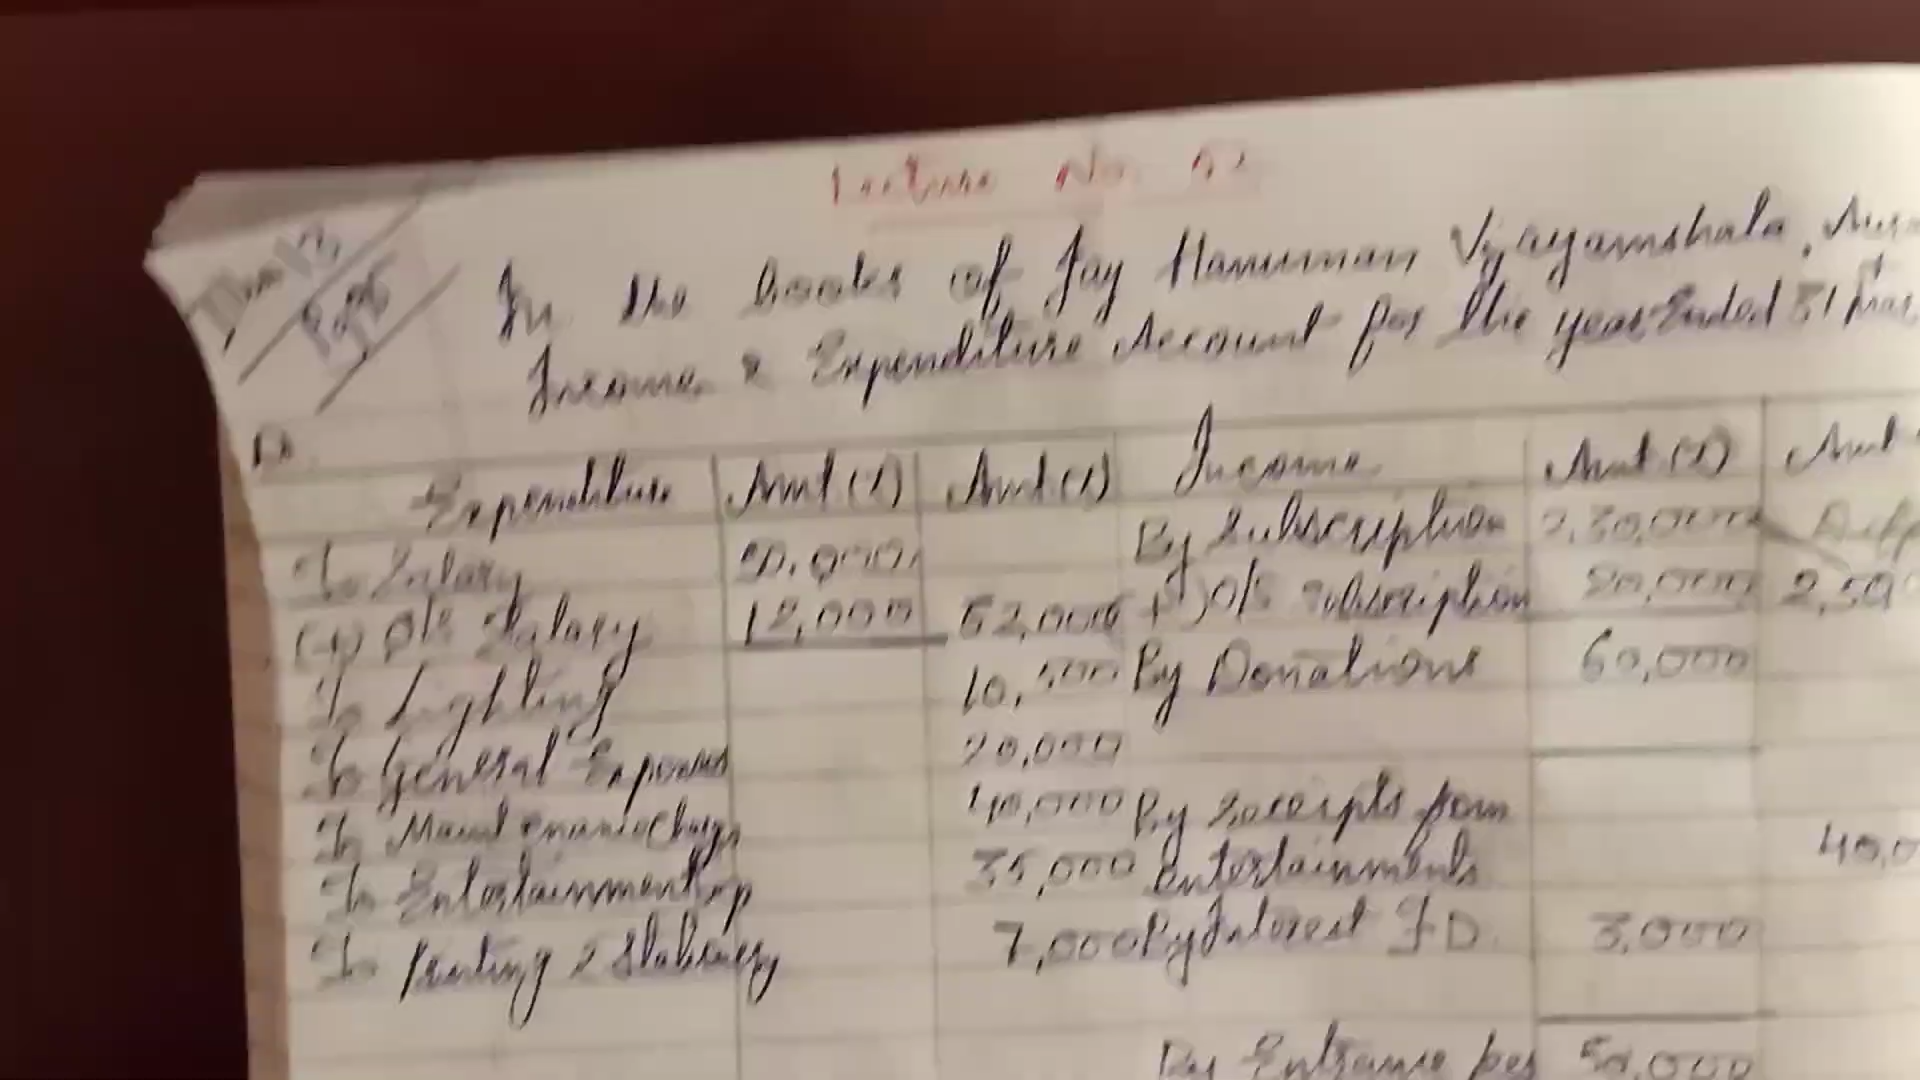 Lecture No. 52
In the books of Jay Hanuman Vyayamshala,
Income & Expenditure Account for the year Ended 31st
Dr.
Expenditure Amt (₹) Amt (₹) Income Amt (₹) Amt
To Salary 50,000 By Subscription 2,30,000
(+) O/s Salary 12,000 62,000 (+) O/s Subscription 20,000
To Lighting 10,500 By Donations 60,000
To General Expenses 20,000
To Maintenance Charges 40,000 By Receipts from
To Entertainment exp 35,000 entertainments 40,0
To Printing & Stationery 7,000 By Interest F.D. 3,000
By Entrance fees 50,000